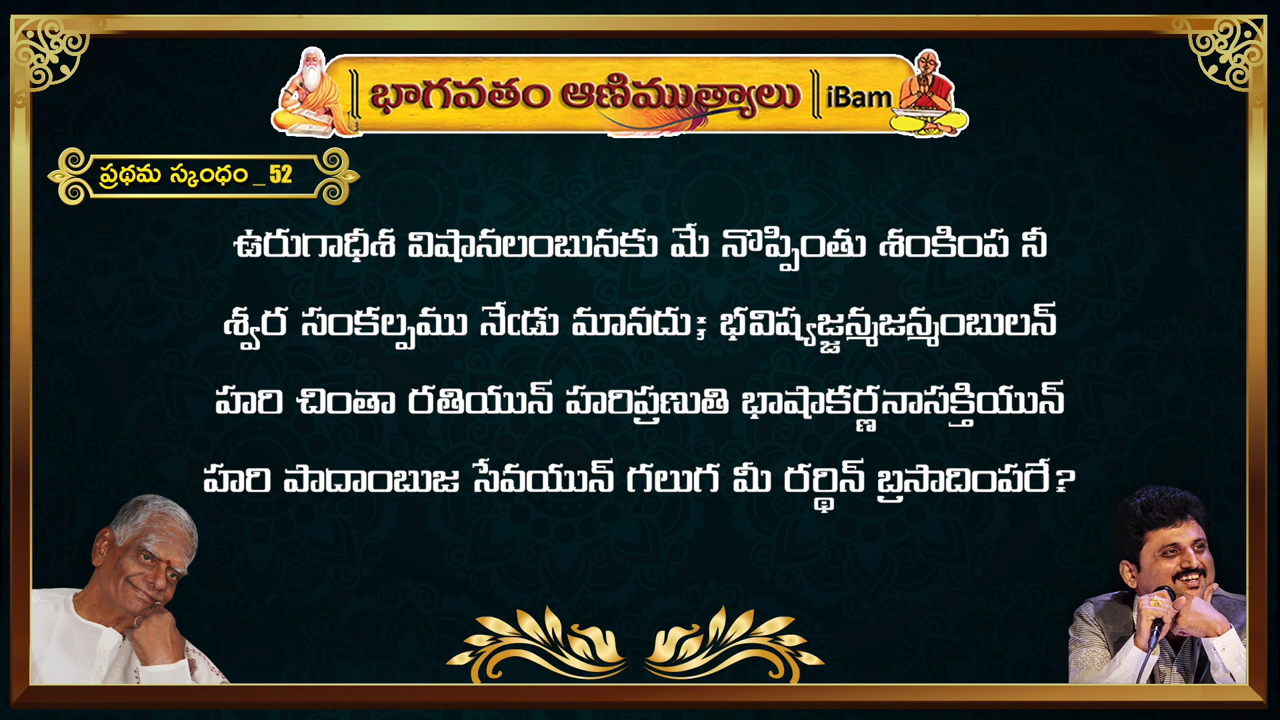 భాగవతం ఆణిముత్యాలు iBam
ప్రథమ స్కంధం _ 52
ఉరుగాధీశ విషానలంబునకు మే నొప్పింతు శంకింప నీ
శ్వర సంకల్పము నేఁడు మానదు; భవిష్యజ్జన్మజన్మంబులన్
హరి చింతా రతియున్ హరిప్రణుతి భాషాకర్ణనాసక్తియున్
హరి పాదాంబుజ సేవయున్ గలుగ మీ రర్థిన్ బ్రసాదింపరే?